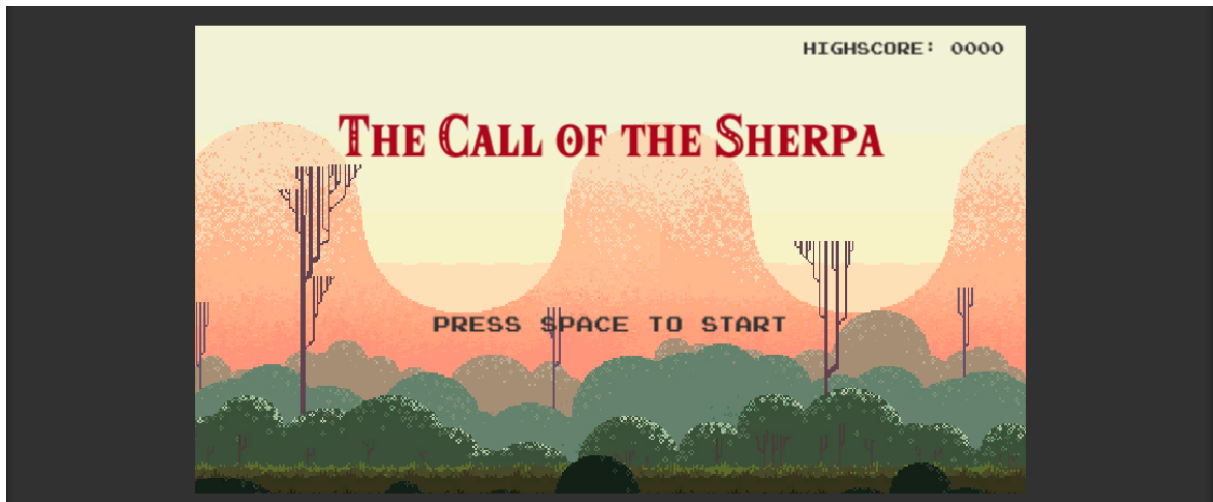 HIGHSCORE: 0000
THE CALL OF THE SHERPA
PRESS SPACE TO START